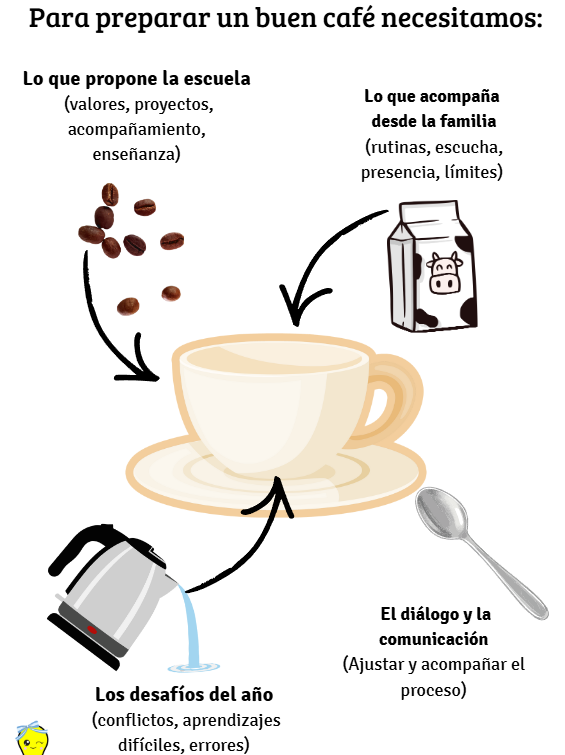 Para preparar un buen café necesitamos:
Lo que propone la escuela
(valores, proyectos,
acompañamiento,
enseñanza)
Lo que acompaña
desde la familia
(rutinas, escucha,
presencia, límites)
El diálogo y la
comunicación
(Ajustar y acompañar el
proceso)
Los desafíos del año
(conflictos, aprendizajes
difíciles, errores)